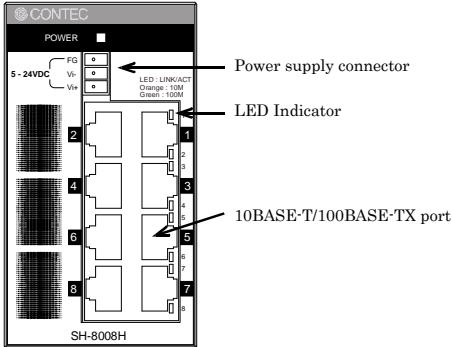 CONTEC
POWER
FG
5 - 24VDC
Vi-
Vi+
LED : LINK/ACT
Orange : 10M
Green : 100M
Power supply connector
LED Indicator
1
2
1
2
3
4
3
4
5
10BASE-T/100BASE-TX port
6
5
6
7
8
7
8
SH-8008H